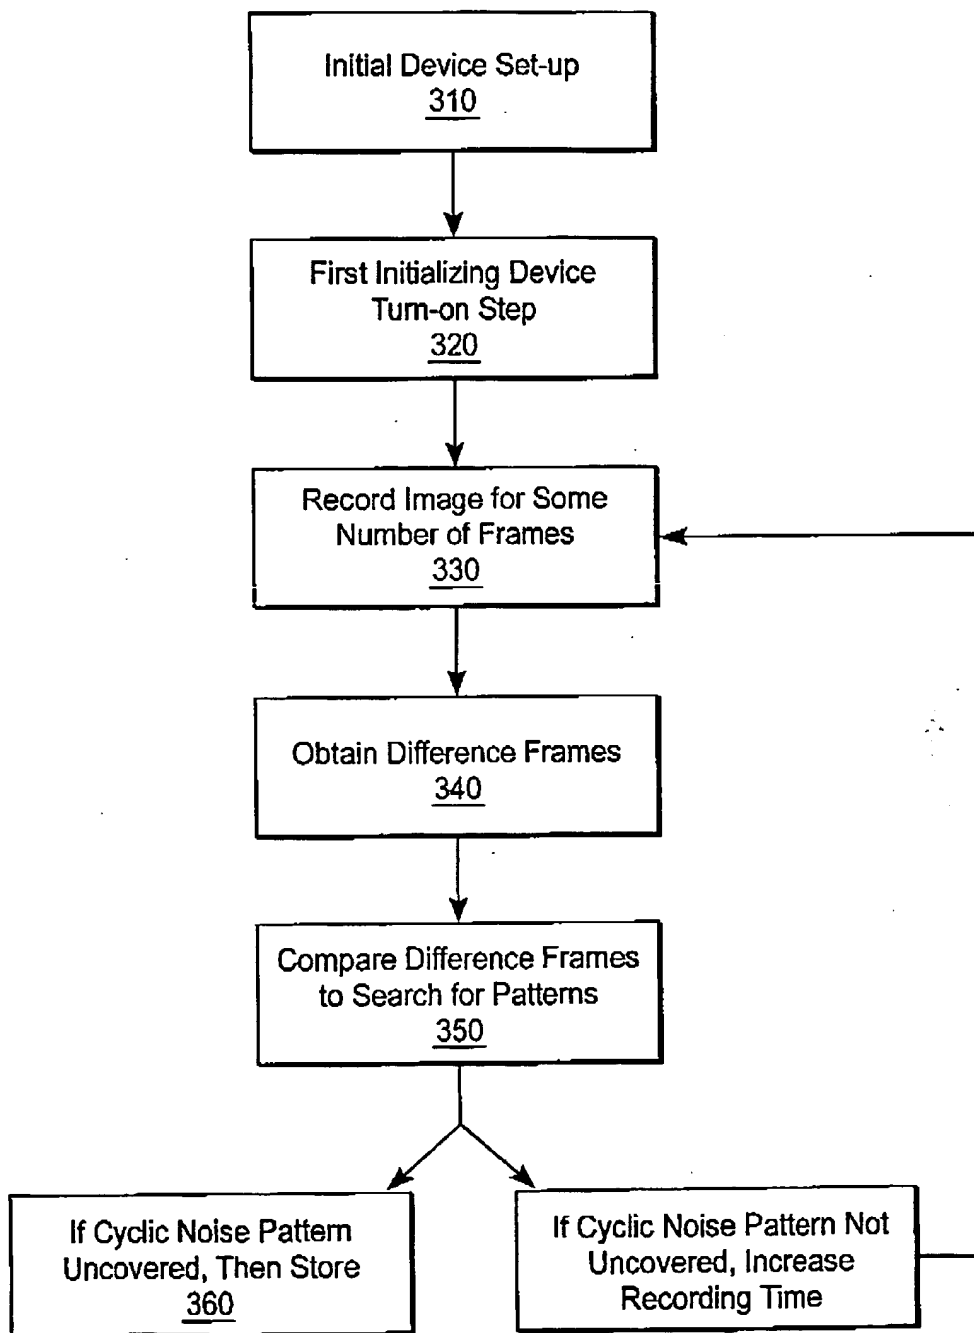 Initial Device Set-up
310
First Initializing Device
Turn-on Step
320
Record Image for Some
Number of Frames
330
Obtain Difference Frames
340
Compare Difference Frames
to Search for Patterns
350
If Cyclic Noise Pattern
Uncovered, Then Store
360
If Cyclic Noise Pattern Not
Uncovered, Increase
Recording Time